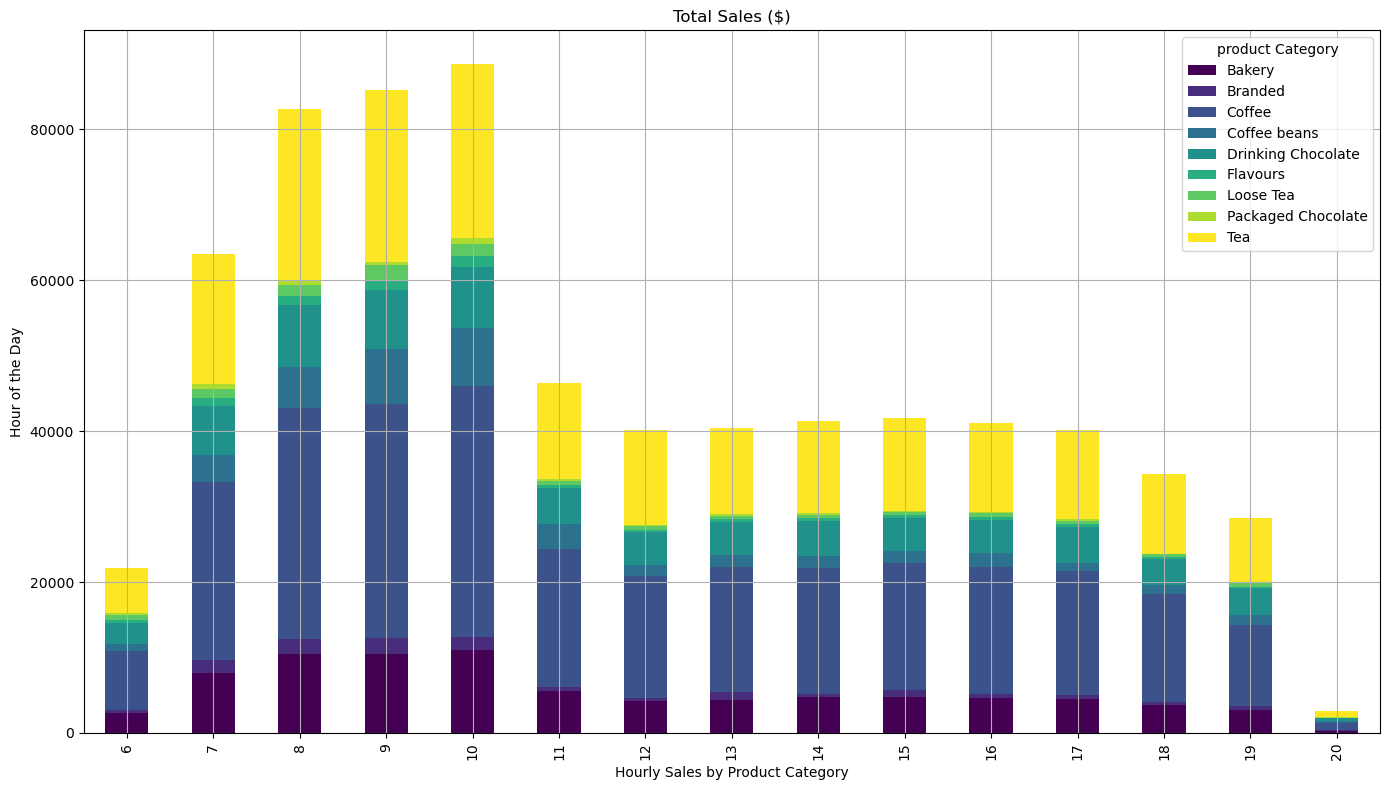 Total Sales ($)
product Category
Bakery
Branded
Coffee
Coffee beans
Drinking Chocolate
Flavours
Loose Tea
Packaged Chocolate
Tea
Hour of the Day
80000
60000
40000
20000
0
6 7 8 9 10 11 12 13 14 15 16 17 18 19 20
Hourly Sales by Product Category